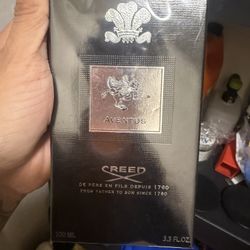 AVENTUS
CREED
DE PÈRE EN FILS DEPUIS 1760
FROM FATHER TO SON SINCE 1760
100 ML 3.3 FL.OZ